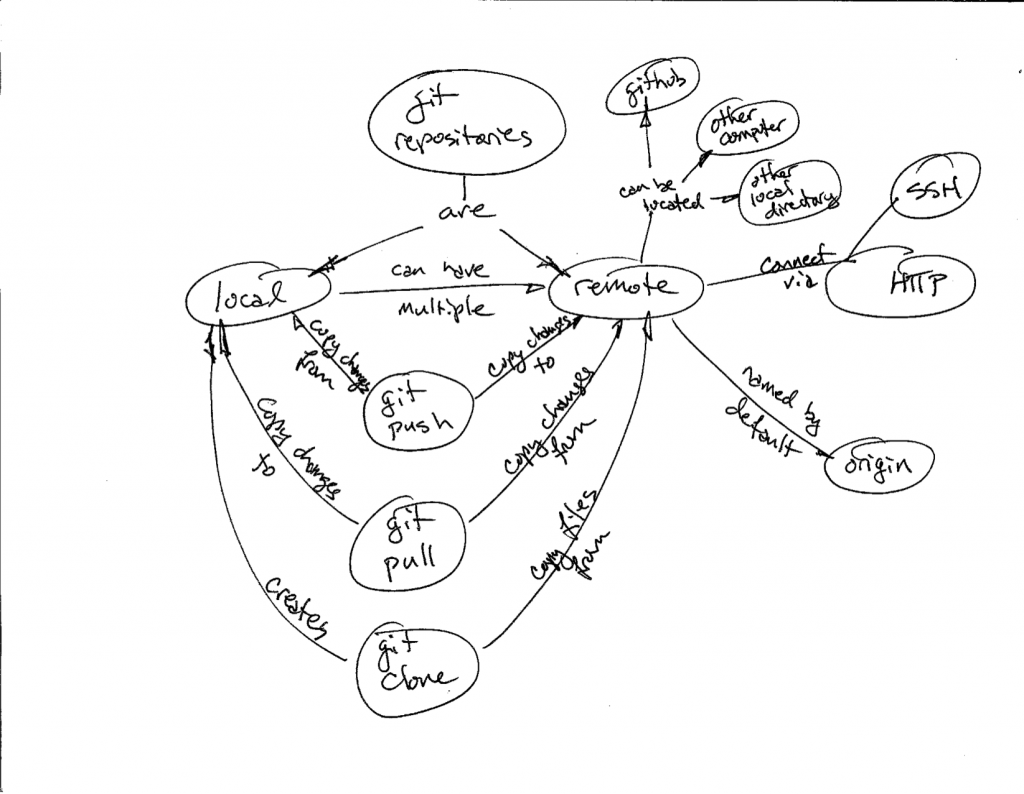 git
repositaries
are
github
other
computer
can be
located
other
local
directory
SSH
connect
via
HTTP
local
can have
multiple
remote
copy changes
from
copy changes
to
git
push
named by
default
origin
copy changes
to
copy changes
from
git
pull
creates
copy files
from
git
clone